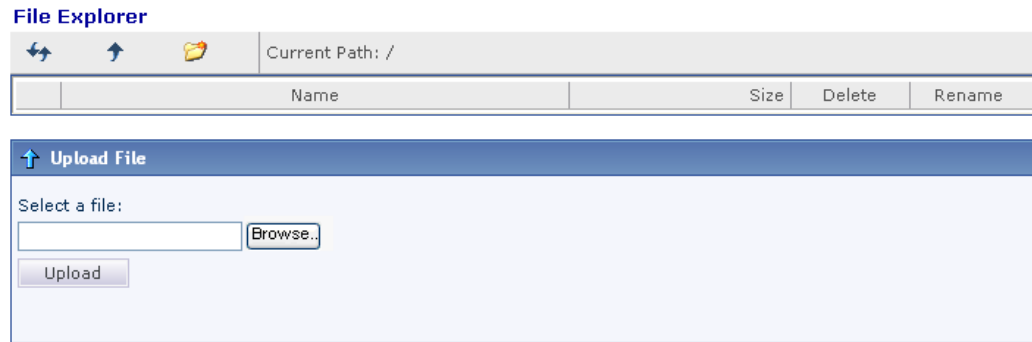 File Explorer
Current Path: /
Name Size Delete Rename
Upload File
Select a file:
Browse..
Upload